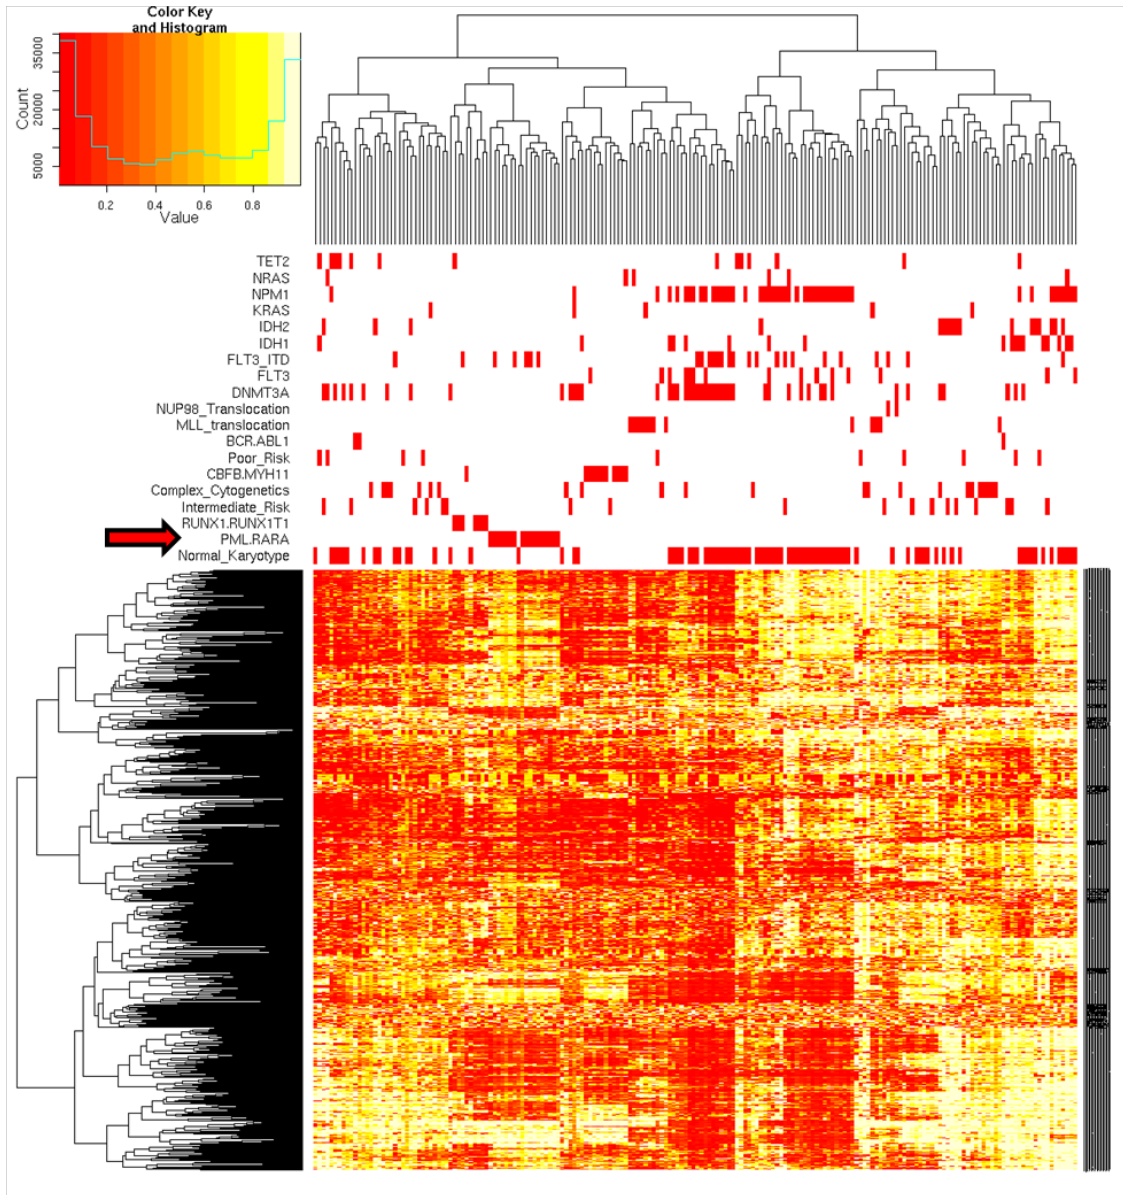 Color Key
and Histogram
Count
5000
20000
35000
0.2
0.4
0.6
0.8
Value
TET2
NRAS
NPM1
KRAS
IDH2
IDH1
FLT3_ITD
FLT3
DNMT3A
NUP98_Translocation
MLL_translocation
BCR.ABL1
Poor_Risk
CBFB.MYH11
Complex_Cytogenetics
Intermediate_Risk
RUNX1.RUNX1T1
PML.RARA
Normal_Karyotype